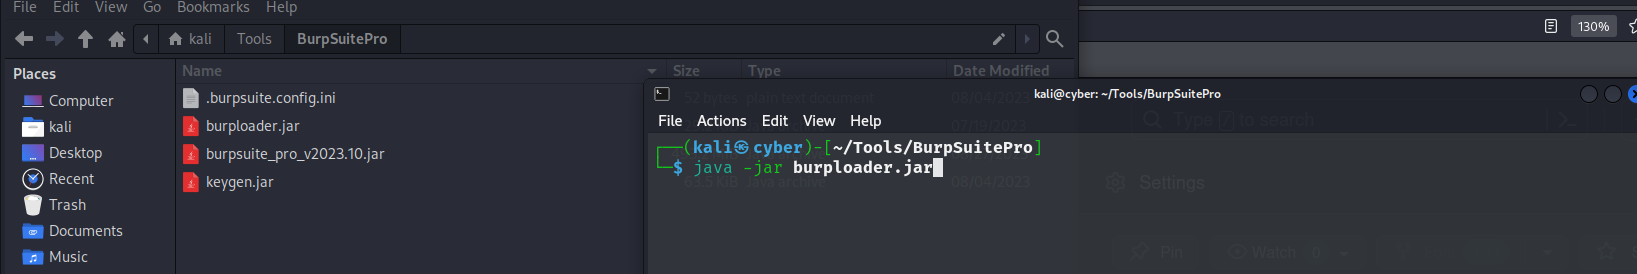 File Edit View Go Bookmarks Help
130%
kali Tools BurpSuitePro
Places
Computer
kali
Desktop
Recent
Trash
Documents
Music
Name Size Type Date Modified
.burpsuite.config.ini
burploader.jar
burpsuite_pro_v2023.10.jar
keygen.jar
52 bytes plain text document 08/04/2023
07/19/2023
63.5 KiB Java archive 08/04/2023
kali@cyber: ~/Tools/BurpSuitePro
File Actions Edit View Help
(kali㉿cyber)-[~/Tools/BurpSuitePro]
$ java -jar burploader.jar
Type / to search
Settings
Pin Watch 0